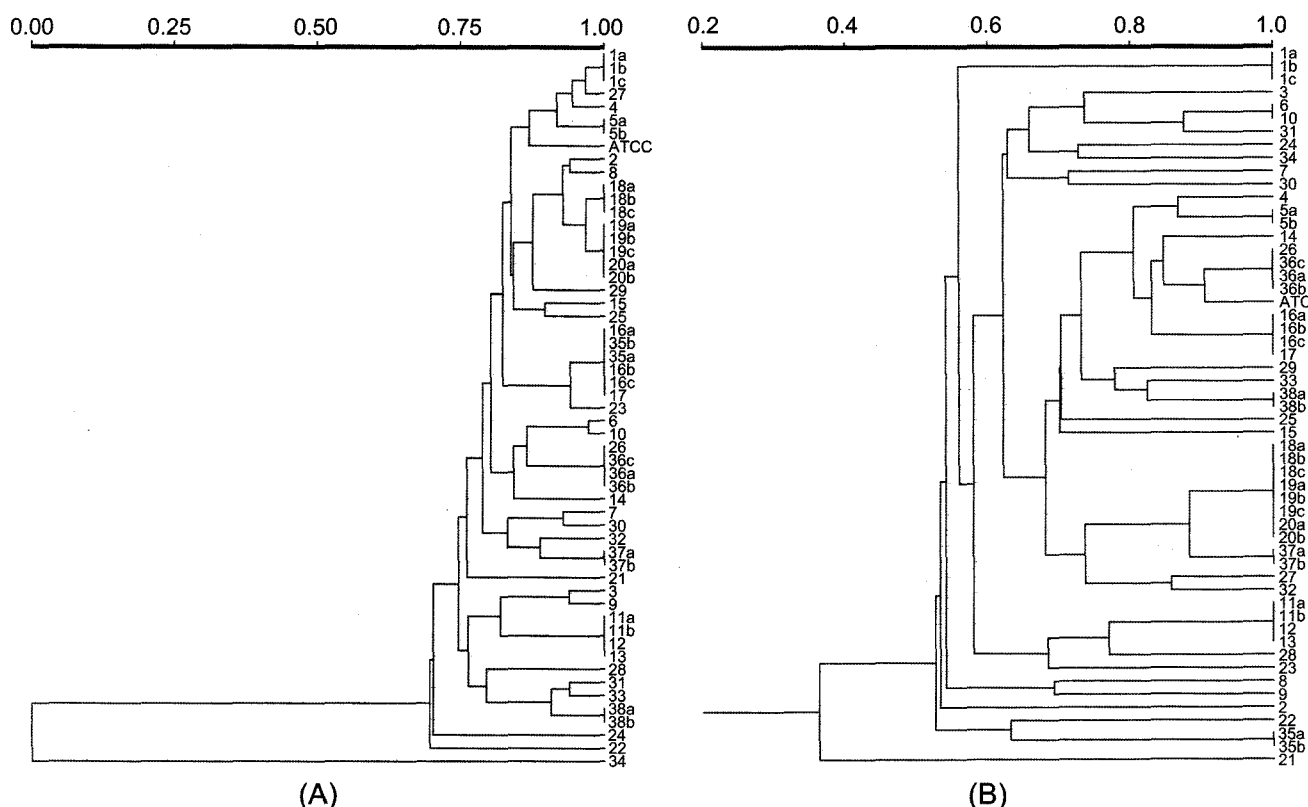 0.00 0.25 0.50 0.75 1.00
1a
1b
1c
27
4
5a
5b
ATCC
2
8
18a
18b
18c
19a
19b
19c
20a
20b
29
15
25
16a
35b
35a
16b
16c
17
23
6
10
26
36c
36a
36b
14
7
30
32
37a
37b
21
3
9
11a
11b
12
13
28
31
33
38a
38b
24
22
34
(A)
0.2 0.4 0.6 0.8 1.0
1a
1b
1c
3
6
10
31
24
34
7
30
4
5a
5b
14
26
36c
36a
36b
ATC
16a
16b
16c
17
29
33
38a
38b
25
15
18a
18b
18c
19a
19b
19c
20a
20b
37a
37b
27
32
11a
11b
12
13
28
23
8
9
2
22
35a
35b
21
(B)